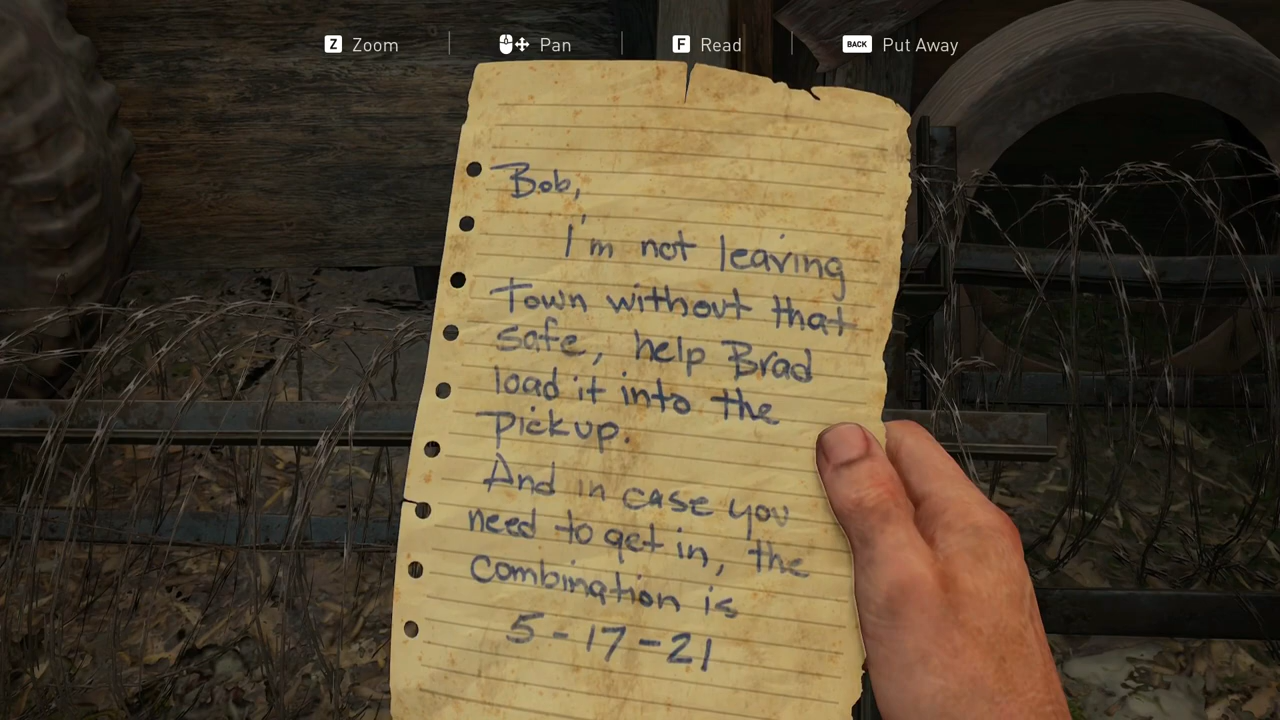 Z Zoom F Read BACK Put Away
Pan
Bob,
I'm not leaving
Town without that
safe, help Brad
load it into the
Pickup.
And in case you
need to get in, the
Combination is
5-17-21